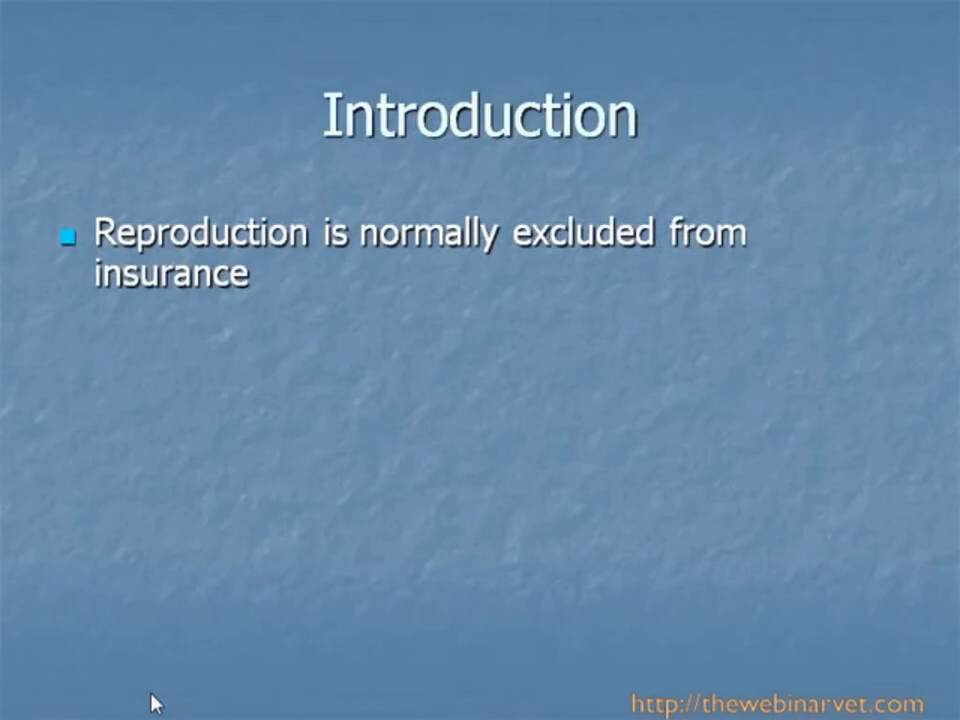 Introduction
Reproduction is normally excluded from
insurance
http://thewebinarvet.com